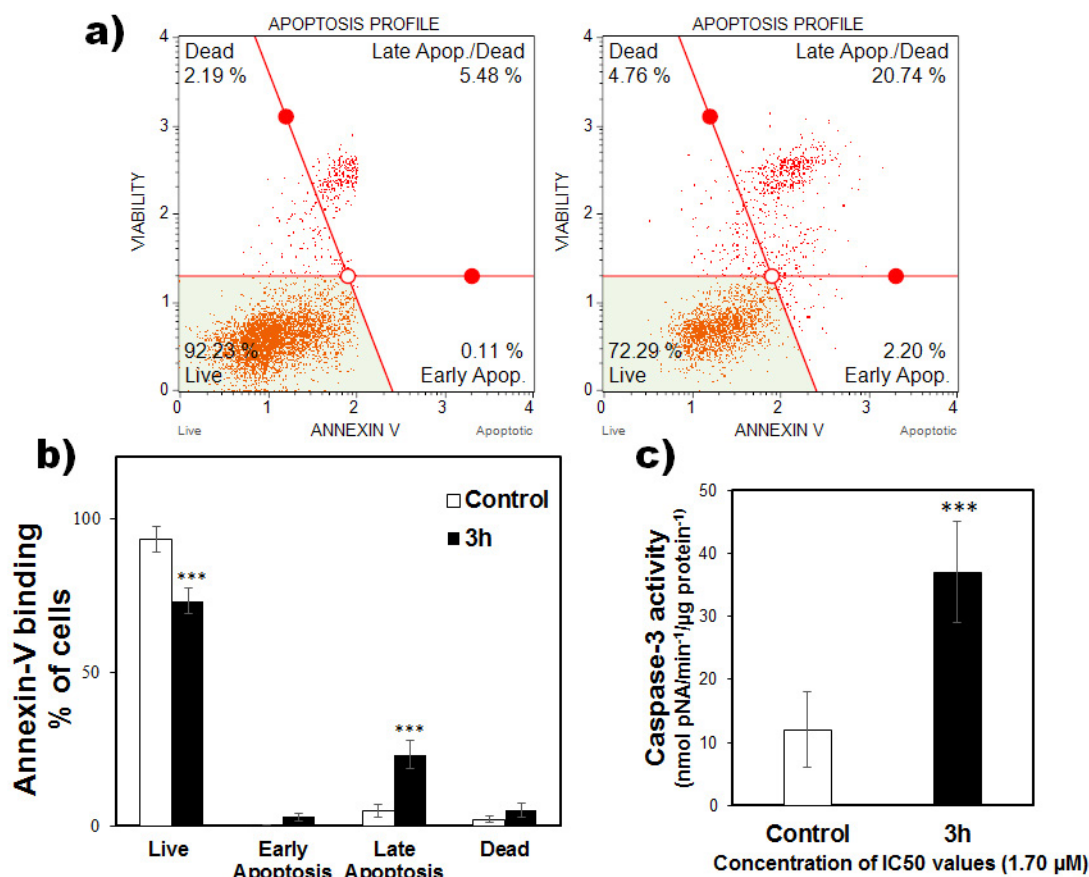 a)
APOPTOSIS PROFILE
Dead
2.19 %
Late Apop./Dead
5.48 %
4
3
2
1
0
VIABILITY
92.23 %
Live
0.11 %
Early Apop.
0 1 2 3 4
Live ANNEXIN V Apoptotic
APOPTOSIS PROFILE
Dead
4.76 %
Late Apop./Dead
20.74 %
4
3
2
1
0
VIABILITY
72.29 %
Live
2.20 %
Early Apop.
0 1 2 3 4
Live ANNEXIN V Apoptotic
b)
Annexin-V binding
% of cells
100
50
0
Control
3h
***
***
Live
Early
Apoptosis
Late
Apoptosis
Dead
c)
Caspase-3 activity
(nmol pNA/min⁻¹/µg protein⁻¹)
50
40
30
20
10
0
***
Control 3h
Concentration of IC50 values (1.70 µM)